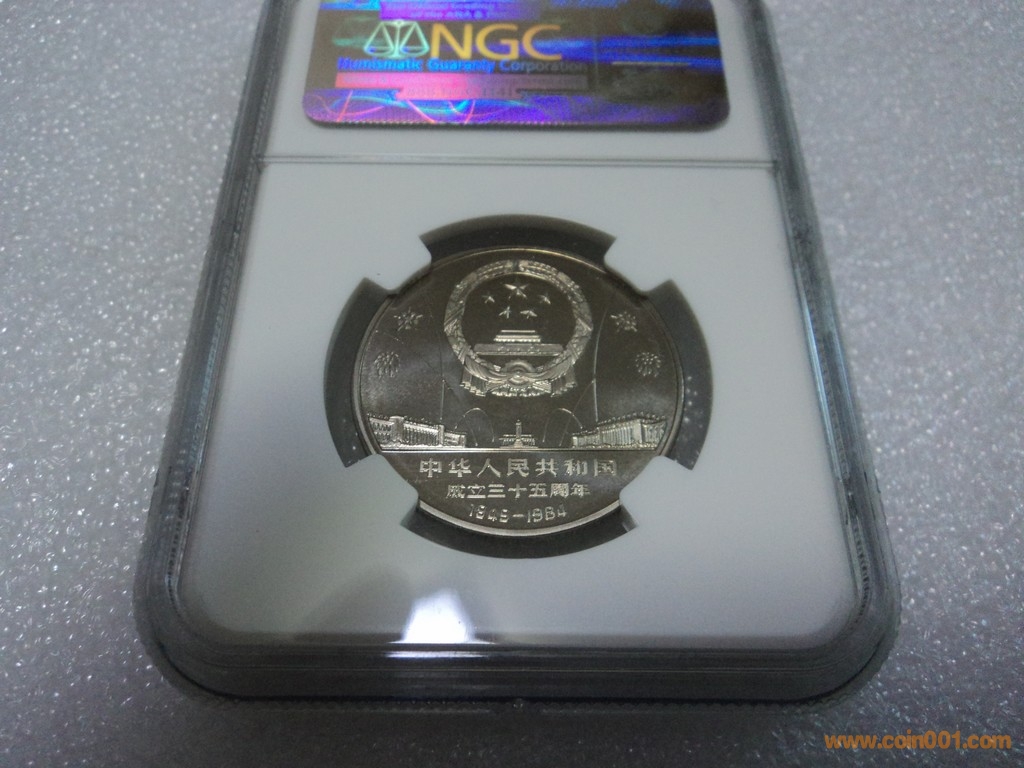 NGC
Numismatic Guaranty Corporation
中华人民共和国
成立三十五周年
1949-1984
www.coin001.com